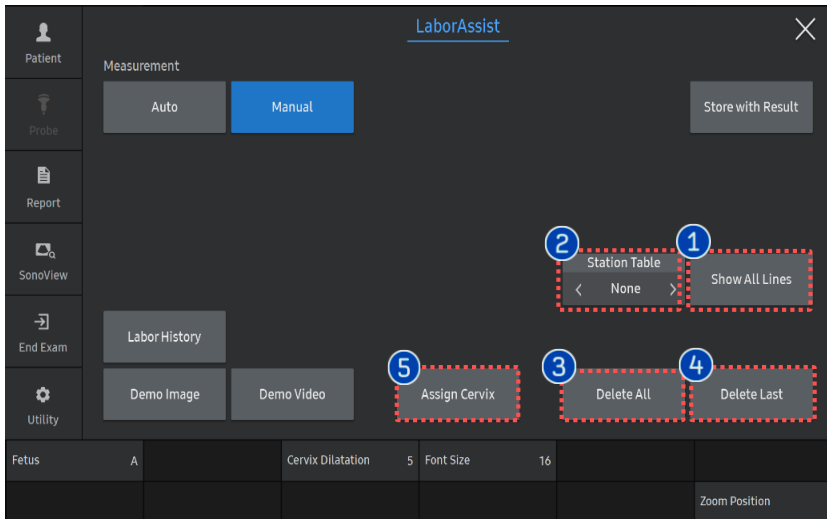 LaborAssist
Patient
Measurement
Auto
Manual
Store with Result
Probe
Report
2
1
Station Table
Show All Lines
< None >
SonoView
End Exam
Labor History
5
3
4
Demo Image
Demo Video
Assign Cervix
Delete All
Delete Last
Utility
Fetus A
Cervix Dilatation 5
Font Size 16
Zoom Position